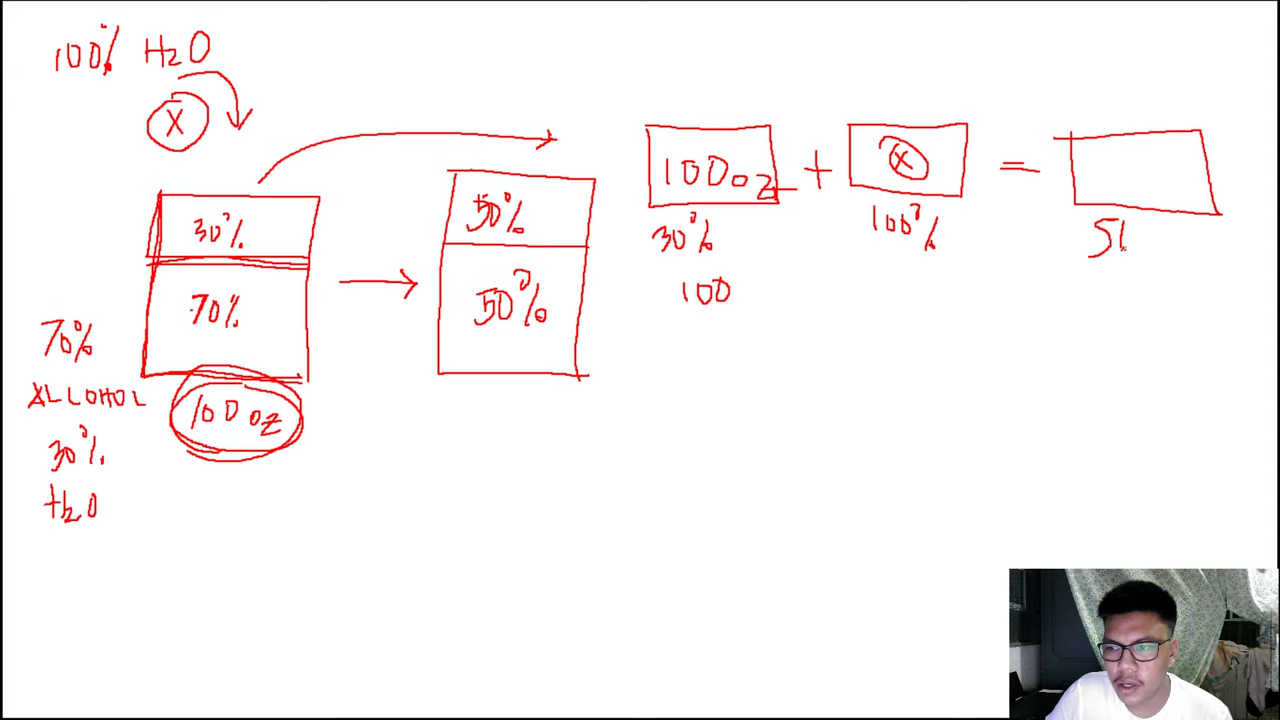 100% H2O
X
30%
70%
70%
ALLOHOL
30%
H2O
100 oz
50%
50%
100 oz + X =
30%
100%
5
100